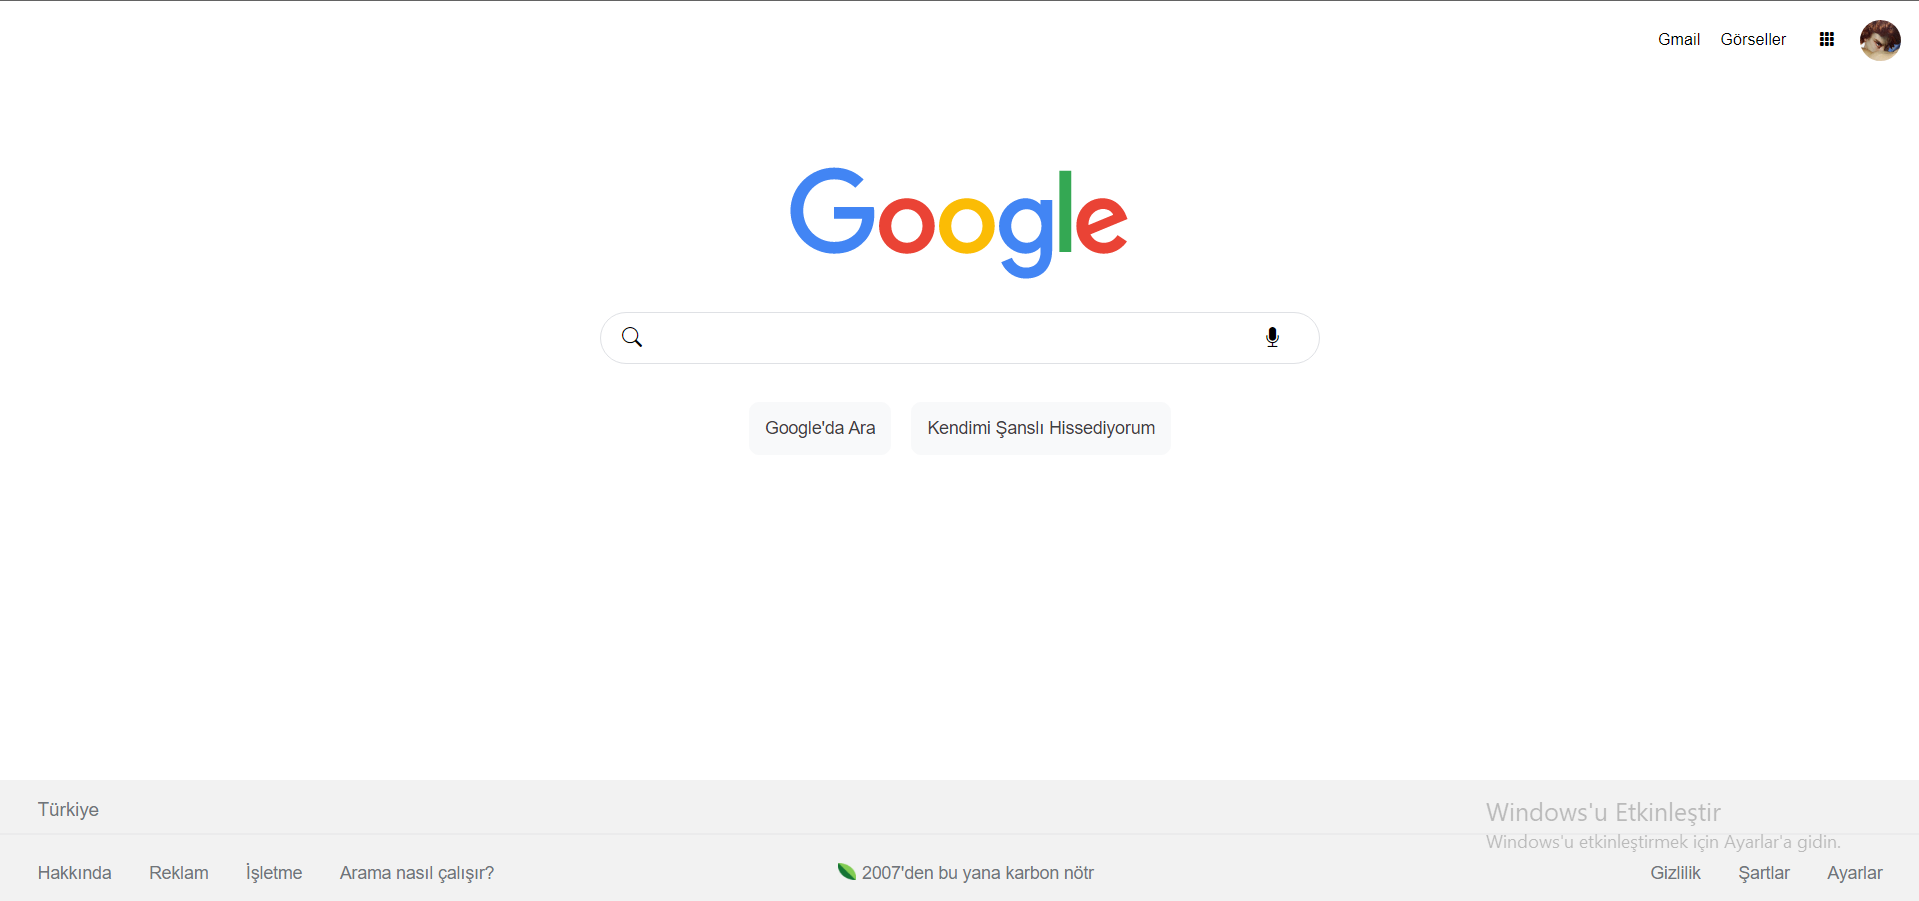 Gmail Görseller
Google
Google'da Ara Kendimi Şanslı Hissediyorum
Türkiye
Windows'u Etkinleştir
Windows'u etkinleştirmek için Ayarlar'a gidin.
Hakkında Reklam İşletme Arama nasıl çalışır? 2007'den bu yana karbon nötr Gizlilik Şartlar Ayarlar